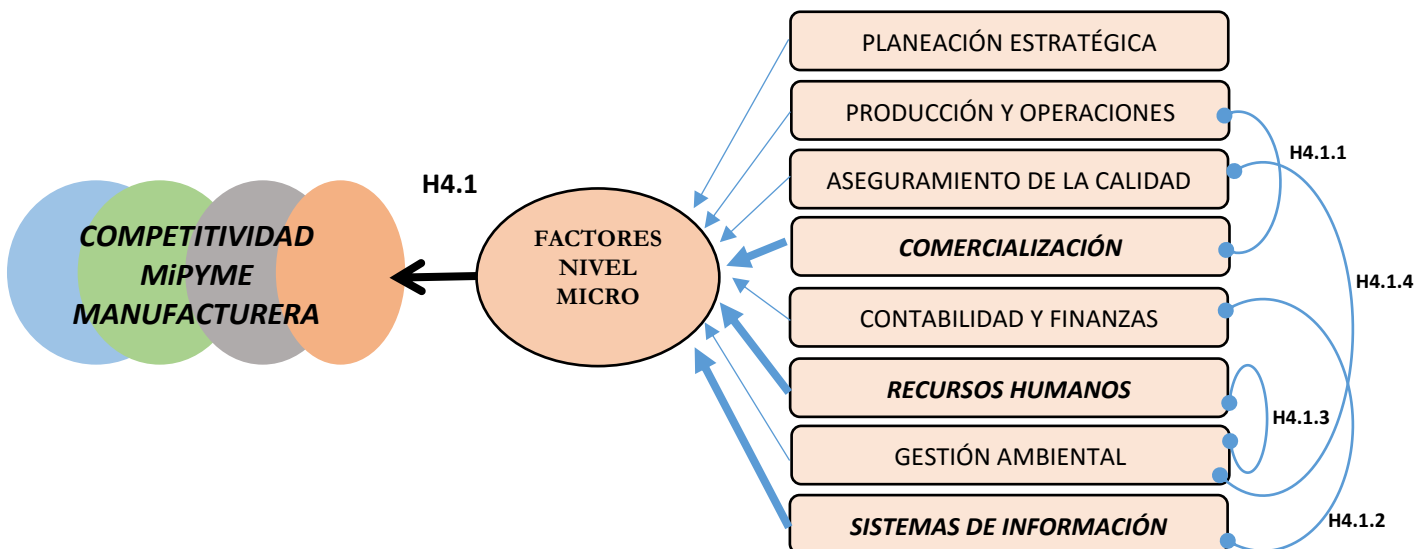 PLANEACIÓN ESTRATÉGICA
PRODUCCIÓN Y OPERACIONES
H4.1.1
ASEGURAMIENTO DE LA CALIDAD
H4.1
COMPETITIVIDAD
MiPYME
MANUFACTURERA
FACTORES
NIVEL
MICRO
COMERCIALIZACIÓN
H4.1.4
CONTABILIDAD Y FINANZAS
RECURSOS HUMANOS
H4.1.3
GESTIÓN AMBIENTAL
SISTEMAS DE INFORMACIÓN
H4.1.2